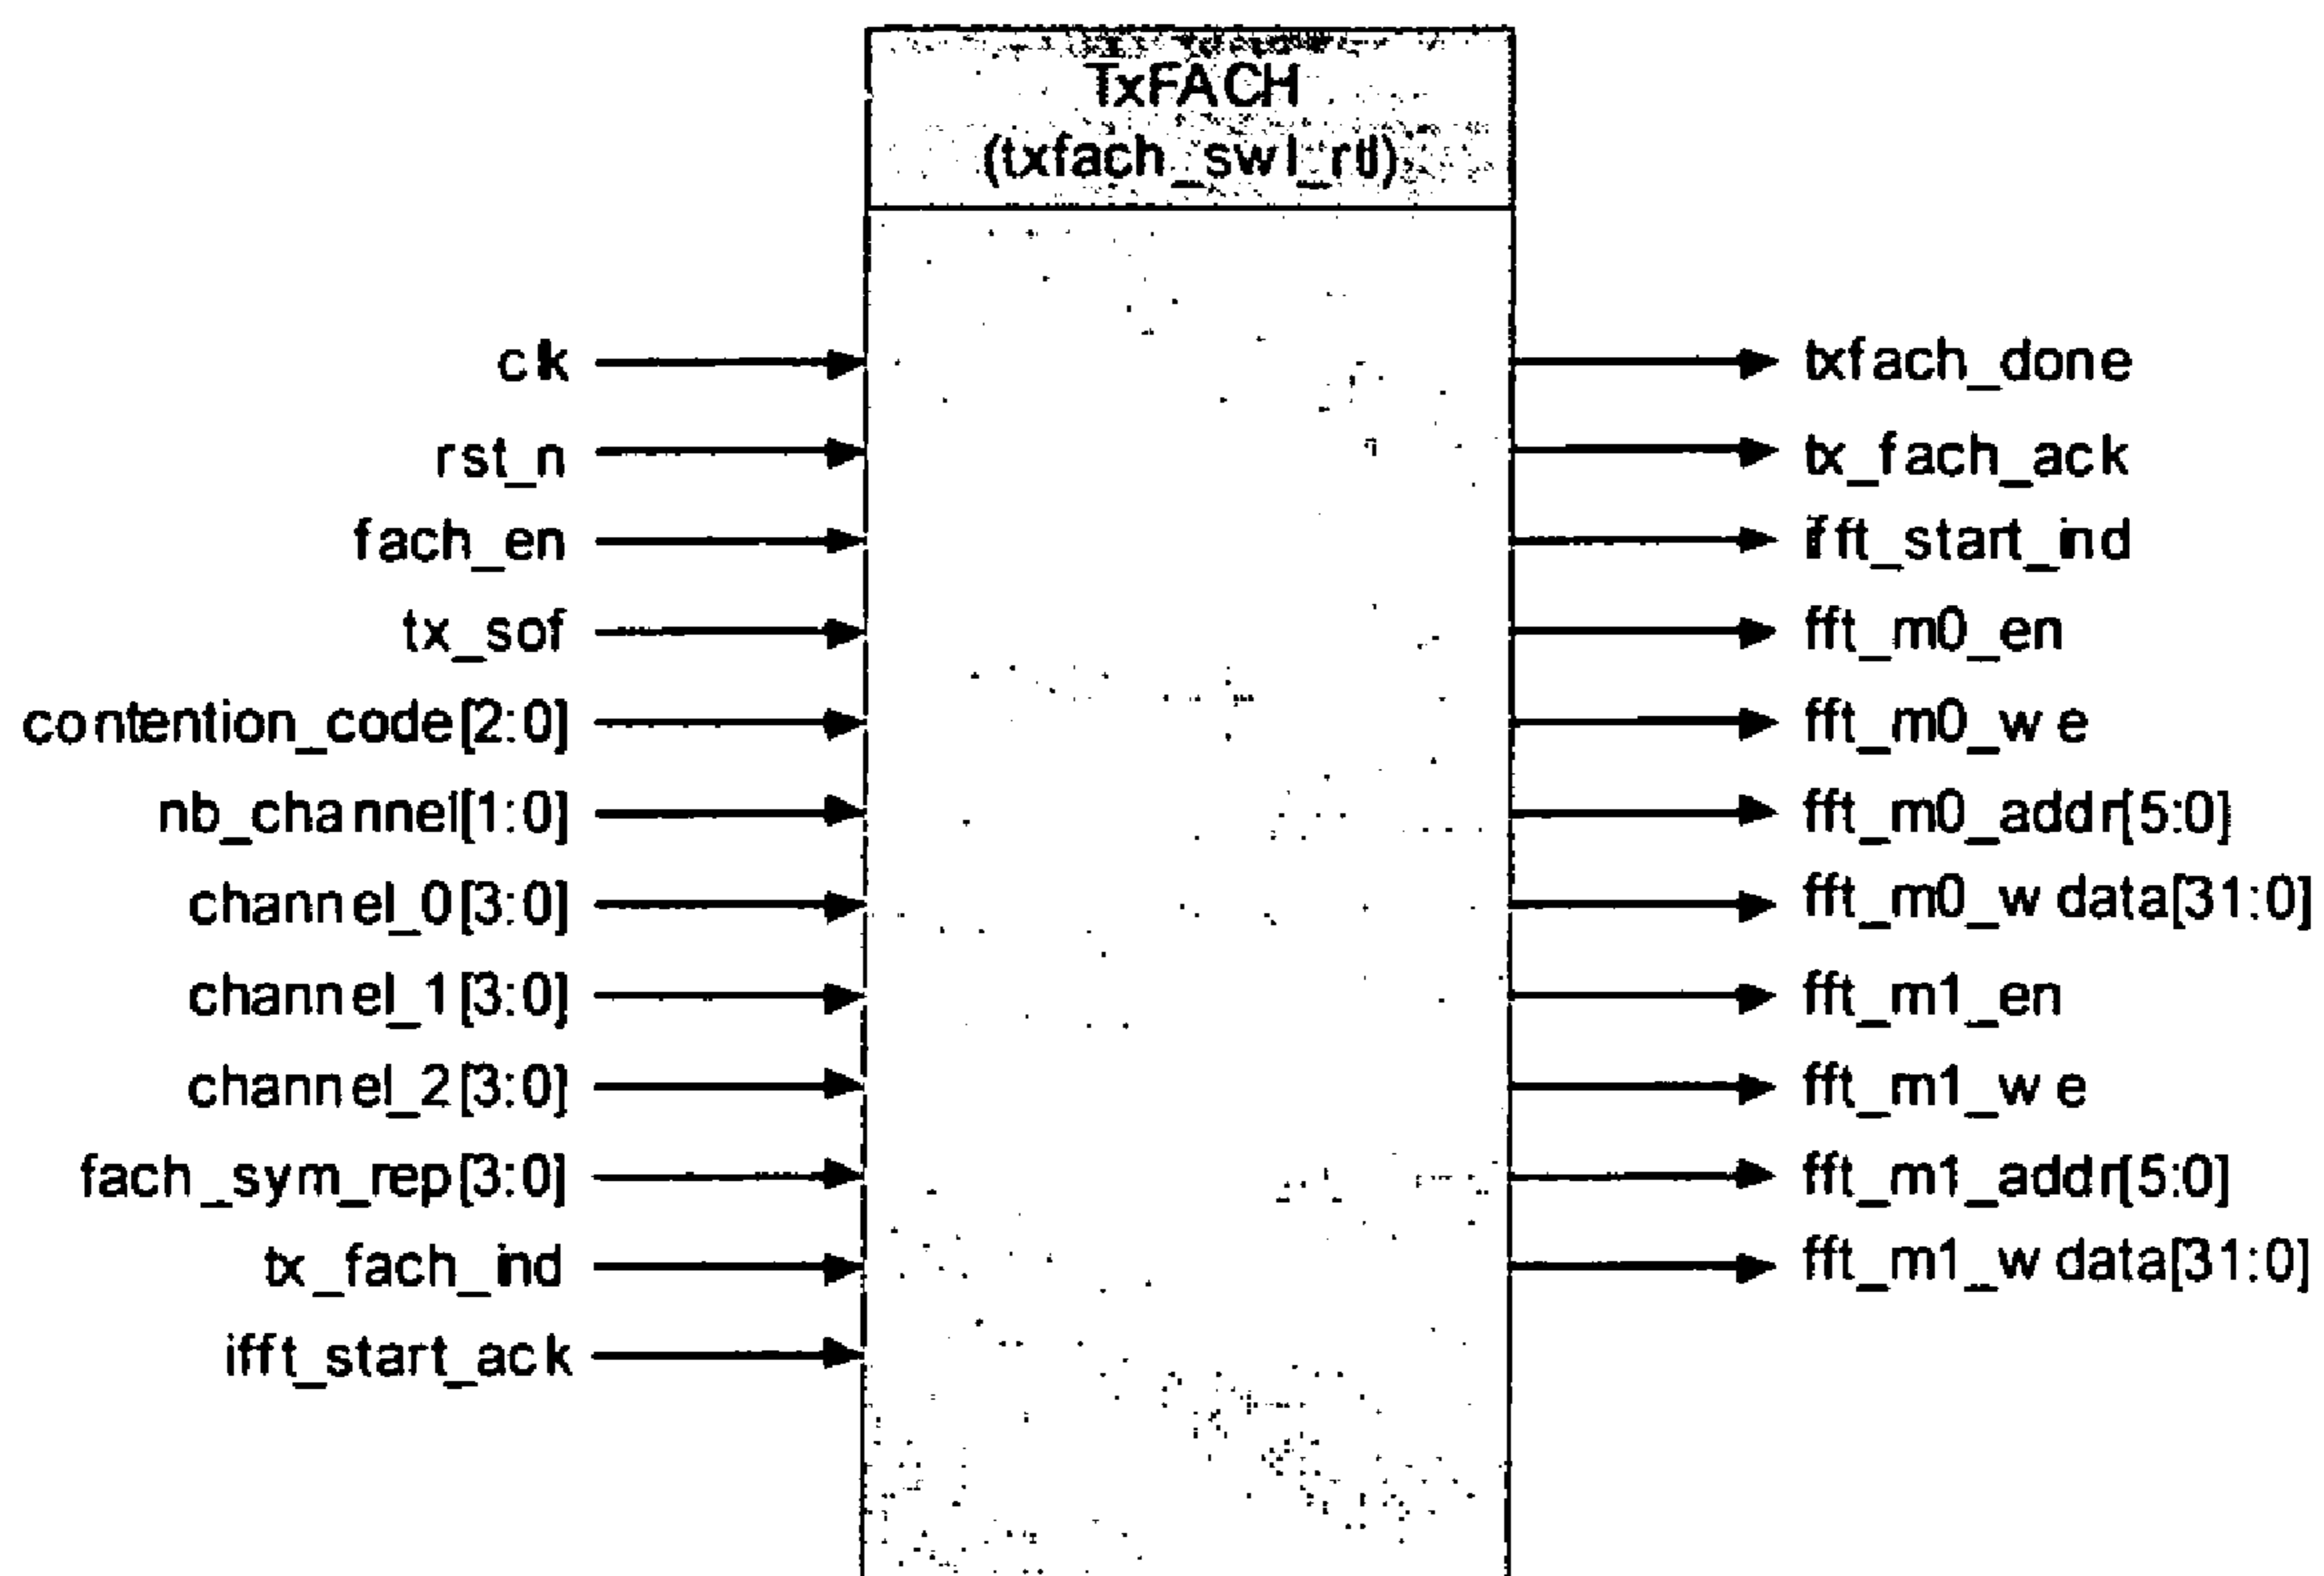 TxFACH
(txfach_swl_rtl)
clk
rst_n
fach_en
tx_sof
contention_code[2:0]
nb_channel[1:0]
channel_0[3:0]
channel_1[3:0]
channel_2[3:0]
fach_sym_rep[3:0]
tx_fach_ind
ifft_start_ack
txfach_done
tx_fach_ack
ifft_start_ind
fft_m0_en
fft_m0_we
fft_m0_addr[5:0]
fft_m0_wdata[31:0]
fft_m1_en
fft_m1_we
fft_m1_addr[5:0]
fft_m1_wdata[31:0]